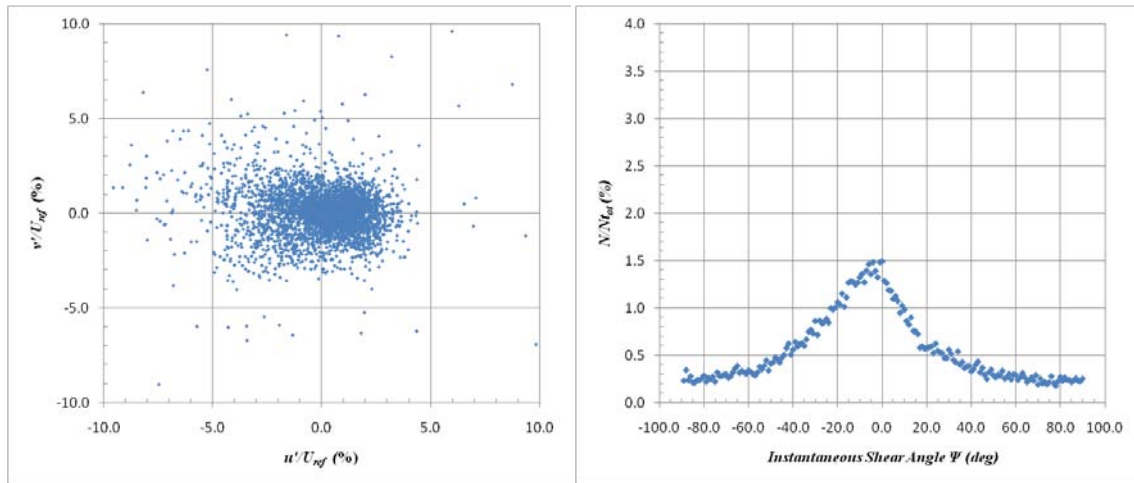 10.0
5.0
0.0
-5.0
-10.0
v'/Uref (%)
-10.0 -5.0 0.0 5.0 10.0
u'/Uref (%)
4.0
3.5
3.0
2.5
2.0
1.5
1.0
0.5
0.0
N/Ntot (%)
-100.0 -80.0 -60.0 -40.0 -20.0 0.0 20.0 40.0 60.0 80.0 100.0
Instantaneous Shear Angle Ψ (deg)